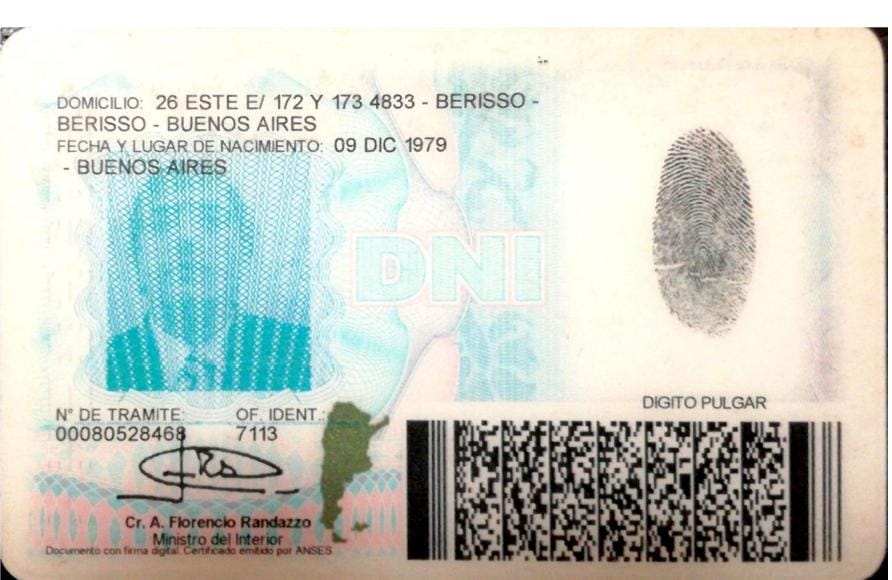 DOMICILIO: 26 ESTE E/ 172 Y 173 4833 - BERISSO -
BERISSO - BUENOS AIRES
FECHA Y LUGAR DE NACIMIENTO: 09 DIC 1979
- BUENOS AIRES
DNI
DIGITO PULGAR
N° DE TRAMITE: OF. IDENT.:
00080528468 7113
Cr. A. Florencio Randazzo
Ministro del Interior
Documento con firma digital. Certificado emitido por ANSES